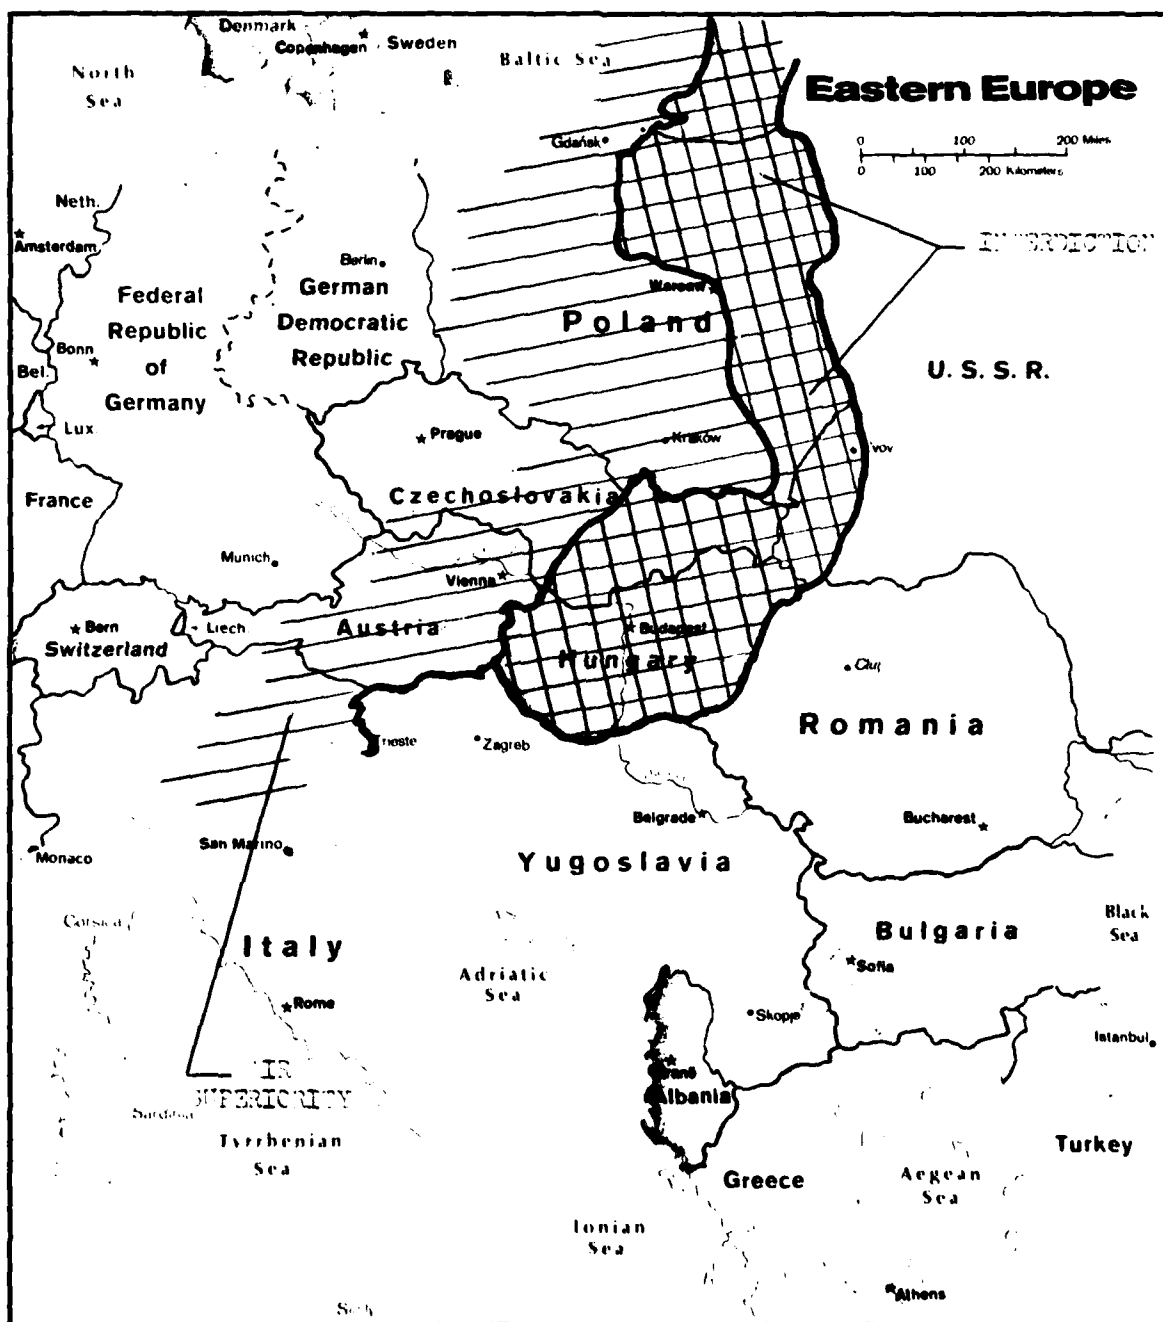 Denmark
Copenhagen
Sweden
Baltic Sea
North
Sea
Eastern Europe
0 100 200 Miles
0 100 200 Kilometers
Gdańsk
Neth.
Amsterdam
Berlin
INTERDICTION
Federal
Republic
of
Germany
German
Democratic
Republic
Warsaw
Poland
Bonn
Bel.
U.S.S.R.
Lux
Prague
Kraków
France
Czechoslovakia
Munich
Vienna
Bern
Liech.
Switzerland
Austria
Budapest
Hungary
Romania
Zagreb
Belgrade
Bucharest
San Marino
Monaco
Yugoslavia
Corsica
Italy
Bulgaria
Black
Sea
Sofia
Adriatic
Sea
Rome
Skopje
Istanbul
SUPERIORITY
Albania
Tyrrhenian
Sea
Turkey
Greece
Aegean
Sea
Ionian
Sea
Athens